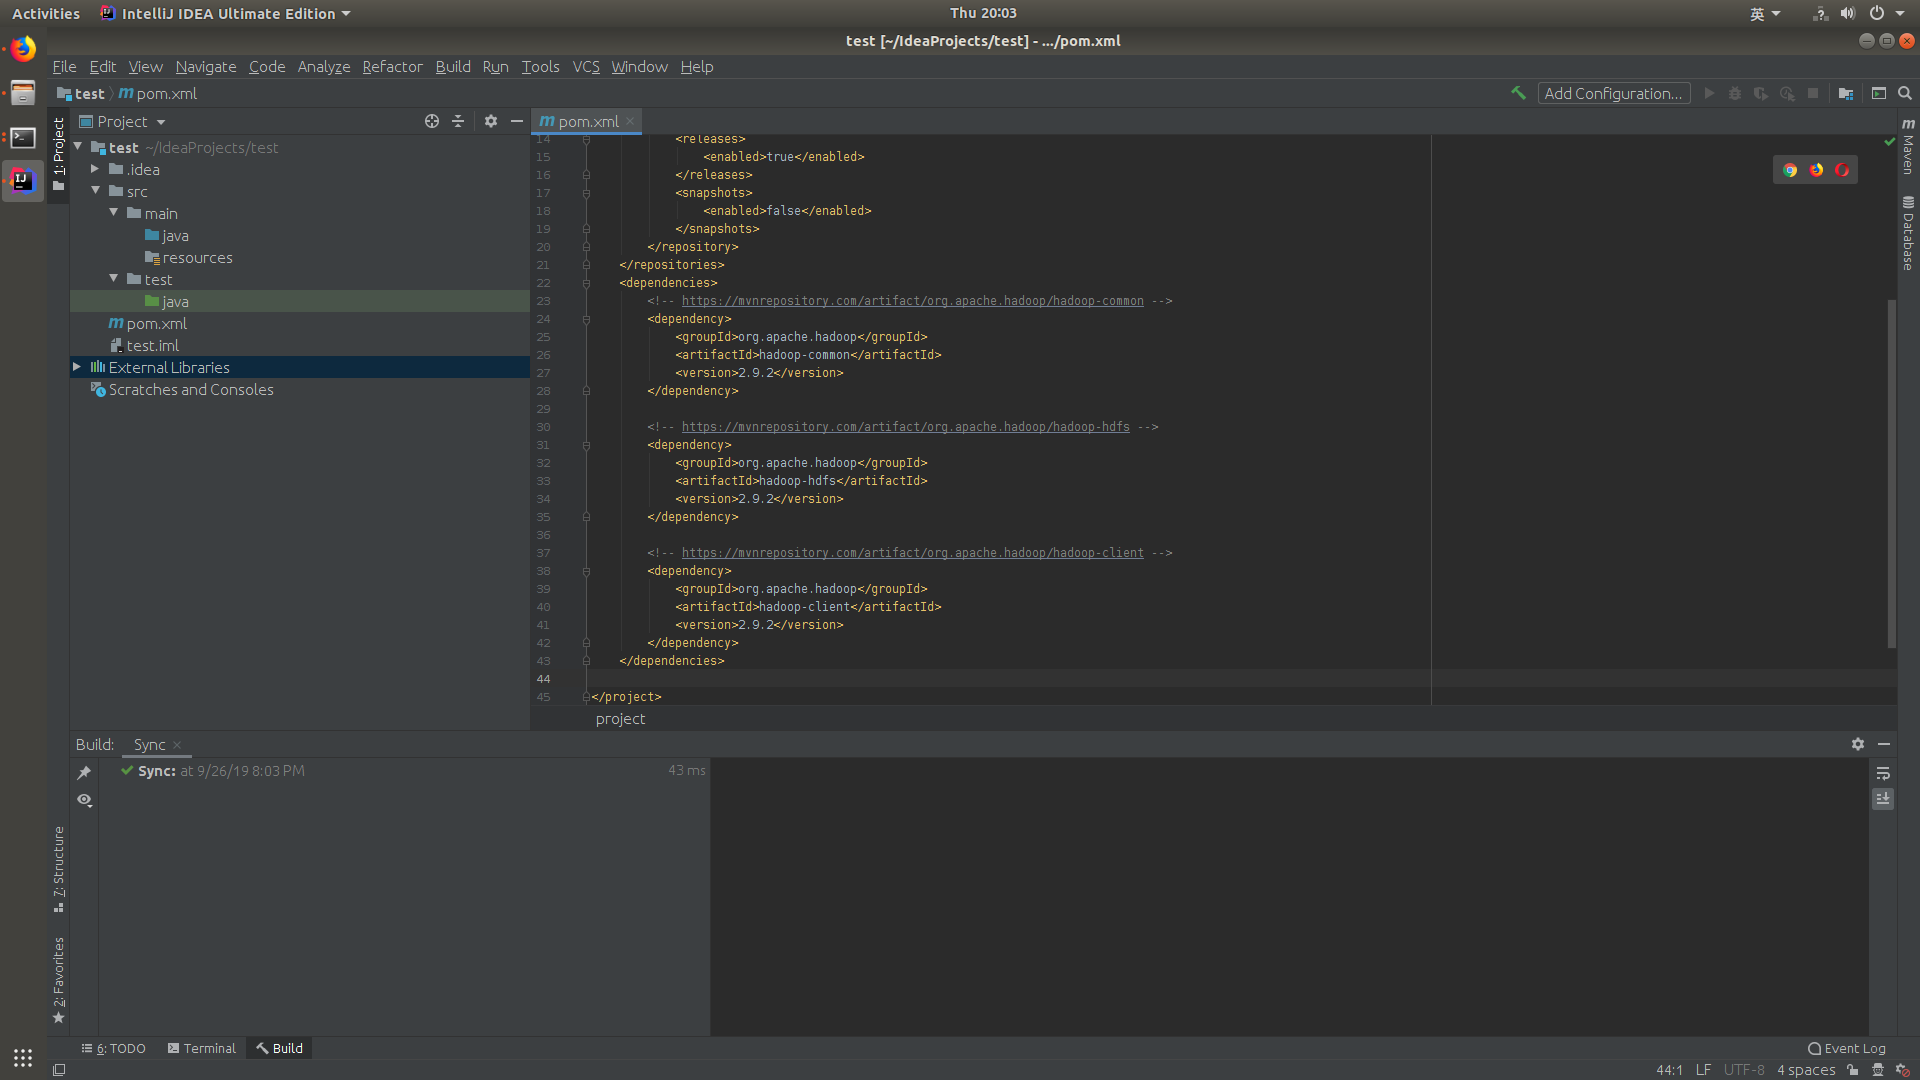 Activities IntelliJ IDEA Ultimate Edition Thu 20:03 英
test [~/IdeaProjects/test] - .../pom.xml
File Edit View Navigate Code Analyze Refactor Build Run Tools VCS Window Help
test m pom.xml Add Configuration...
Project
m pom.xml
1: Project
test ~/IdeaProjects/test
.idea
src
main
java
resources
test
java
m pom.xml
test.iml
External Libraries
Scratches and Consoles
14 <releases>
15 <enabled>true</enabled>
16 </releases>
17 <snapshots>
18 <enabled>false</enabled>
19 </snapshots>
20 </repository>
21 </repositories>
22 <dependencies>
23 <!-- https://mvnrepository.com/artifact/org.apache.hadoop/hadoop-common -->
24 <dependency>
25 <groupId>org.apache.hadoop</groupId>
26 <artifactId>hadoop-common</artifactId>
27 <version>2.9.2</version>
28 </dependency>
29
30 <!-- https://mvnrepository.com/artifact/org.apache.hadoop/hadoop-hdfs -->
31 <dependency>
32 <groupId>org.apache.hadoop</groupId>
33 <artifactId>hadoop-hdfs</artifactId>
34 <version>2.9.2</version>
35 </dependency>
36
37 <!-- https://mvnrepository.com/artifact/org.apache.hadoop/hadoop-client -->
38 <dependency>
39 <groupId>org.apache.hadoop</groupId>
40 <artifactId>hadoop-client</artifactId>
41 <version>2.9.2</version>
42 </dependency>
43 </dependencies>
44
45 </project>
project
m Maven
Database
Build: Sync
Sync: at 9/26/19 8:03 PM 43 ms
7: Structure
2: Favorites
6: TODO Terminal Build Event Log
44:1 LF UTF-8 4 spaces